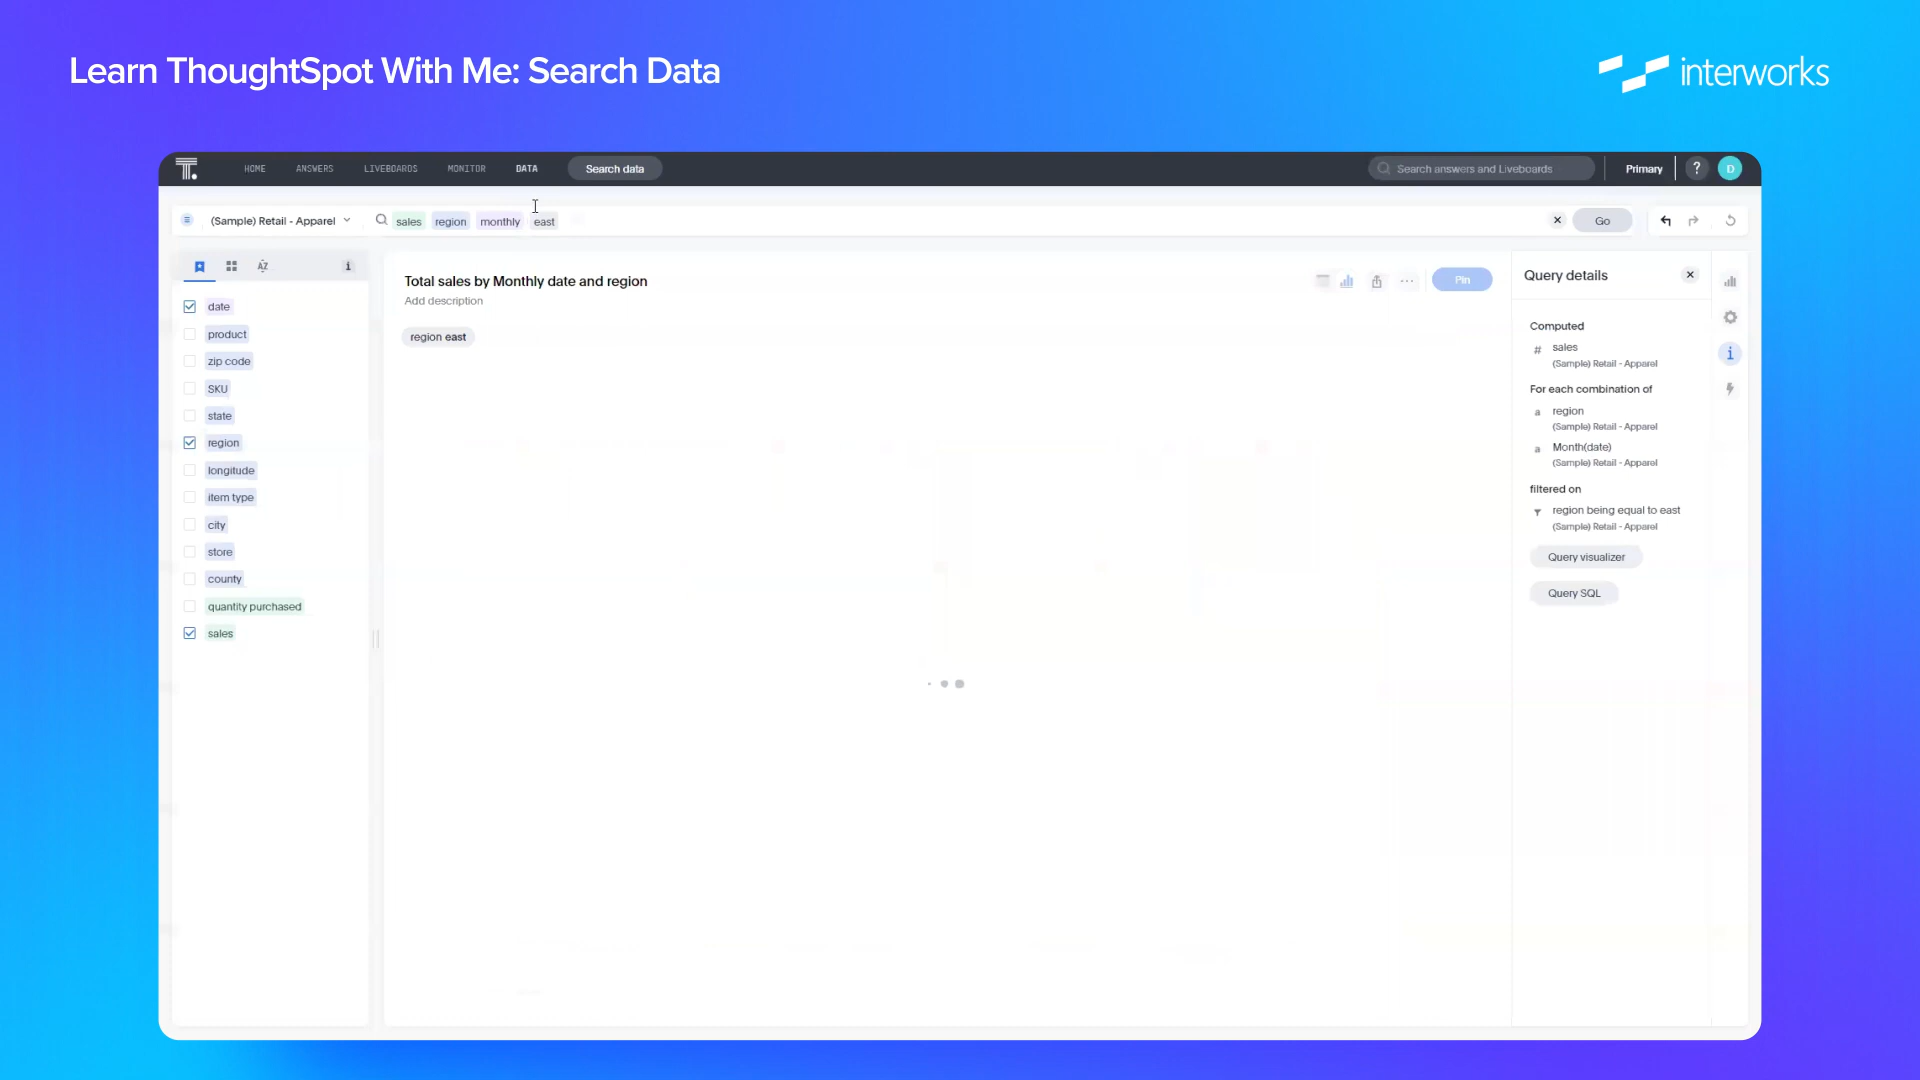 Learn ThoughtSpot With Me: Search Data
interworks
HOME ANSWERS LIVEBOARDS MONITOR DATA Search data Search answers and Liveboards Primary ? D
(Sample) Retail - Apparel sales region monthly east Go
Total sales by Monthly date and region Pin
Add description
region east
date
product
zip code
SKU
state
region
longitude
item type
city
store
county
quantity purchased
sales
Query details
Computed
# sales
(Sample) Retail - Apparel
For each combination of
a region
(Sample) Retail - Apparel
a Month(date)
(Sample) Retail - Apparel
filtered on
region being equal to east
(Sample) Retail - Apparel
Query visualizer
Query SQL